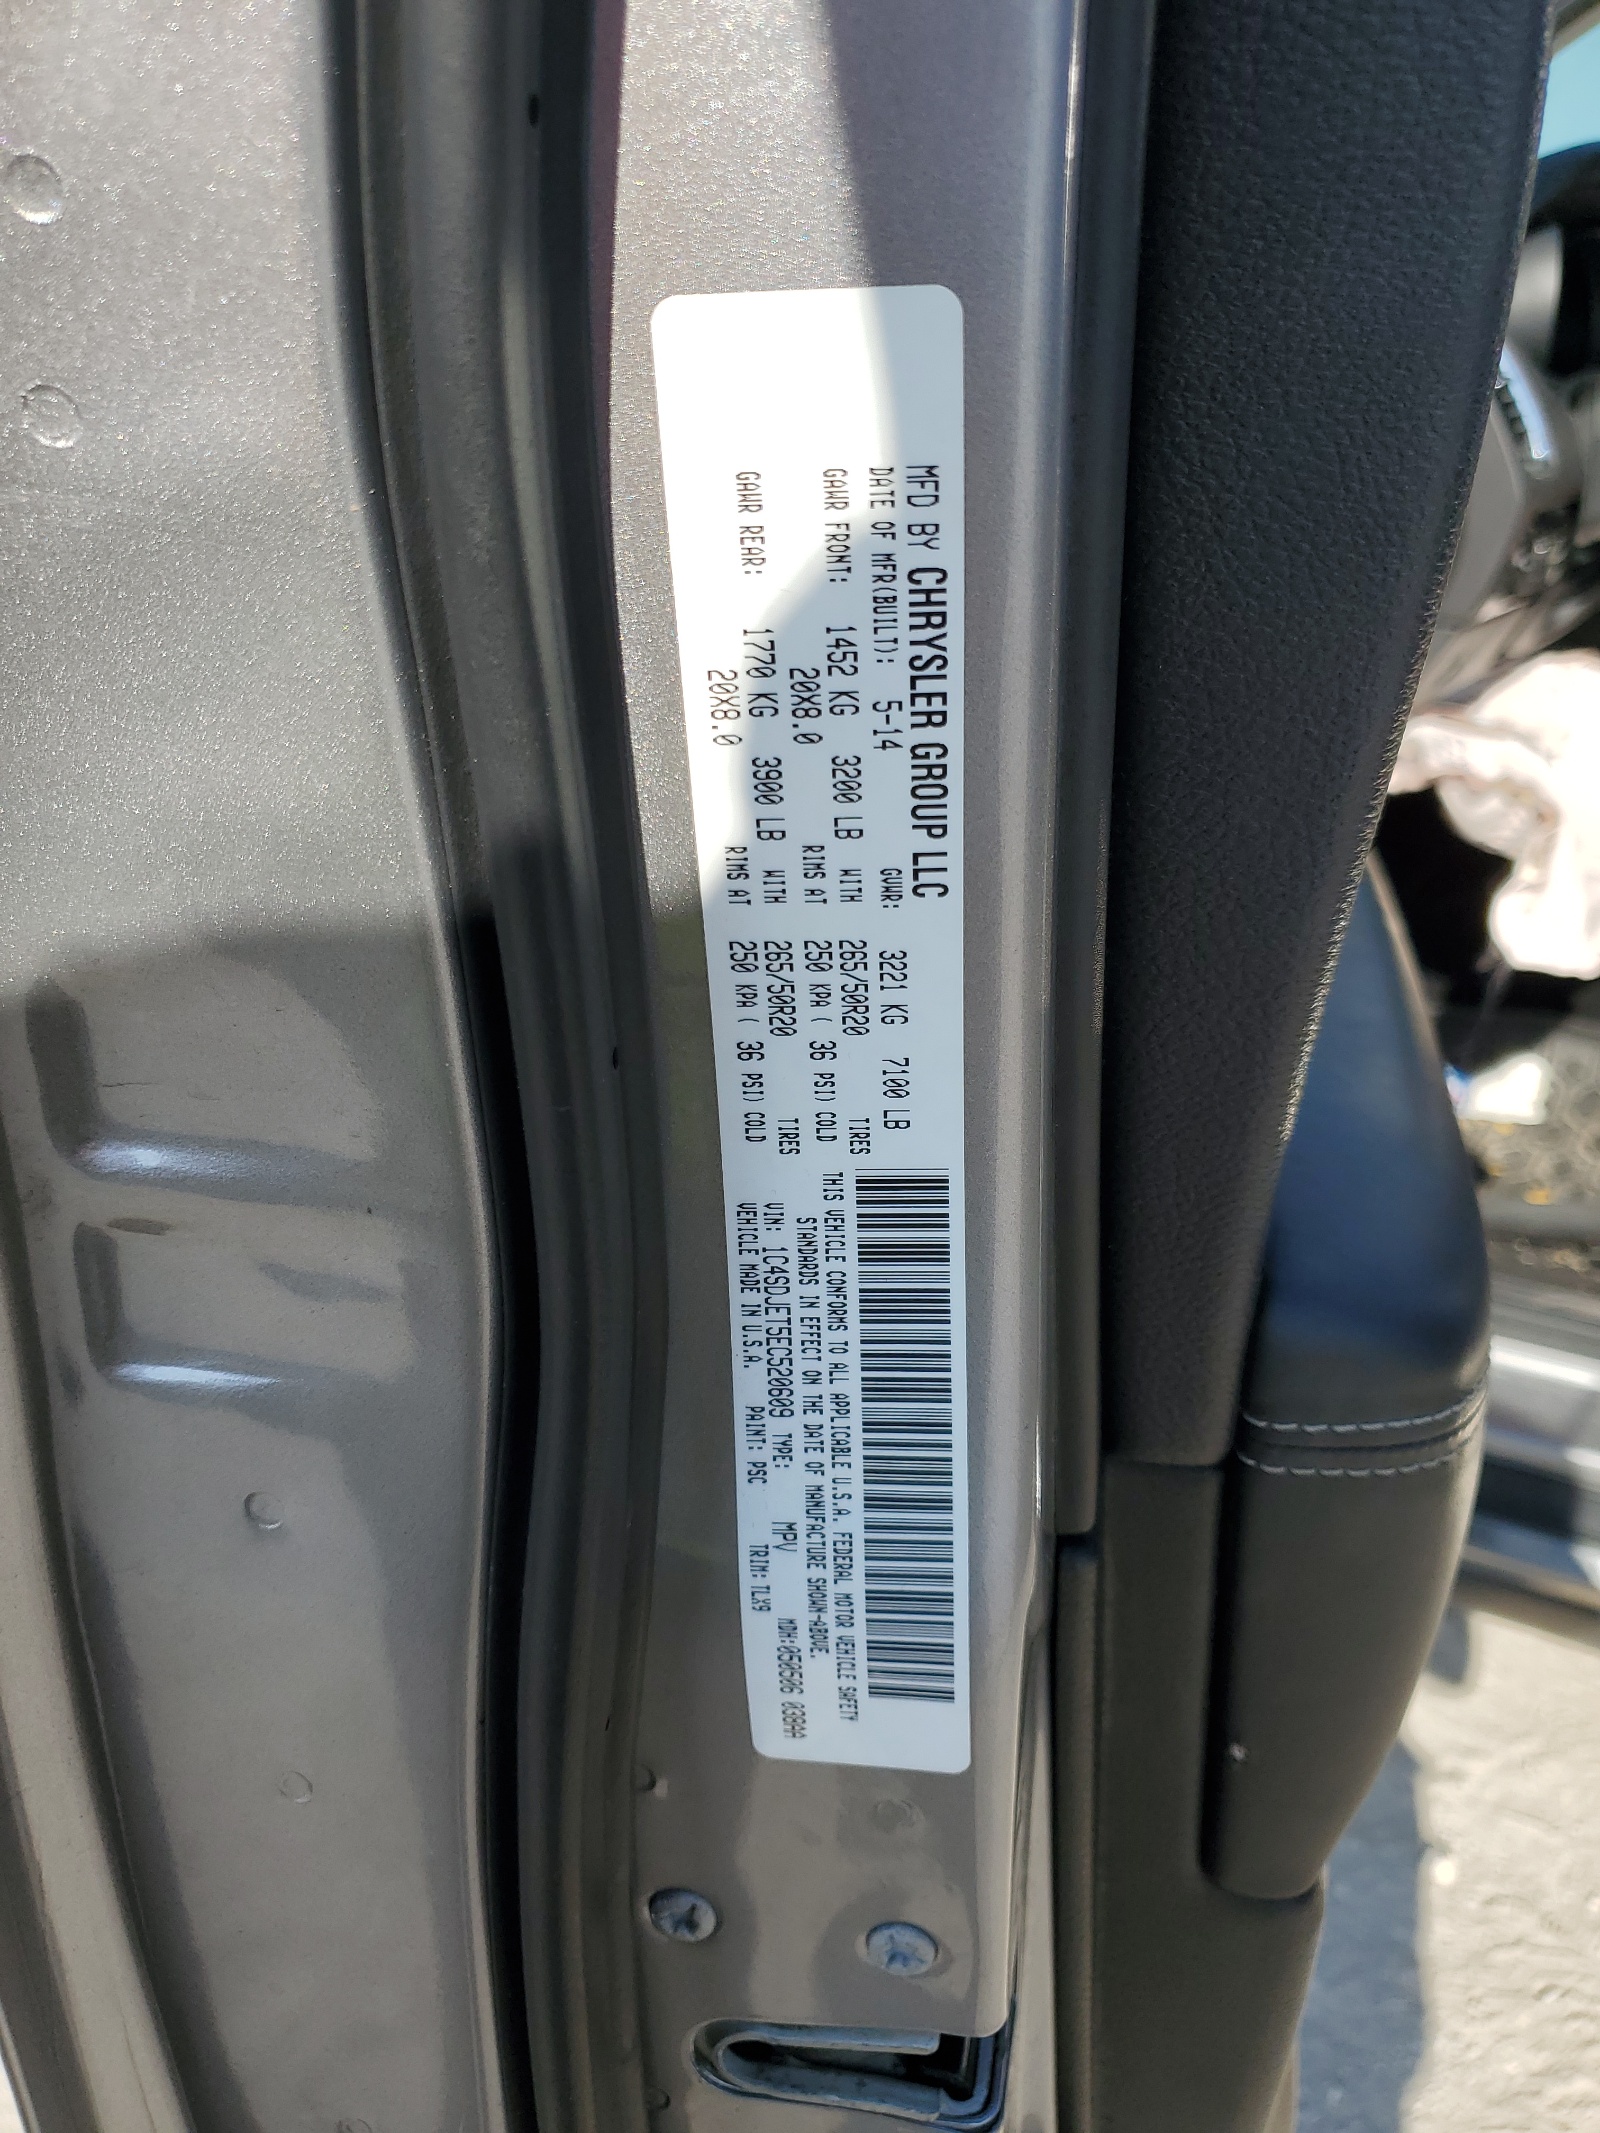 MFD BY CHRYSLER GROUP LLC
DATE OF MFR(BUILT): 5-14 GVWR: 3221 KG 7100 LB
GAWR FRONT: 1452 KG 3200 LB WITH 265/50R20 TIRES
20X8.0 RIMS AT 250 KPA( 36 PSI) COLD
GAWR REAR: 1770 KG 3900 LB WITH 265/50R20 TIRES
20X8.0 RIMS AT 250 KPA( 36 PSI) COLD
THIS VEHICLE CONFORMS TO ALL APPLICABLE U.S.A. FEDERAL MOTOR VEHICLE SAFETY
STANDARDS IN EFFECT ON THE DATE OF MANUFACTURE SHOWN-ABOVE.
VIN: 1C4SDJET5EC520609 TYPE: MPV MDH:050506 038AA
VEHICLE MADE IN U.S.A. PAINT: PSC TRIM: TLX9